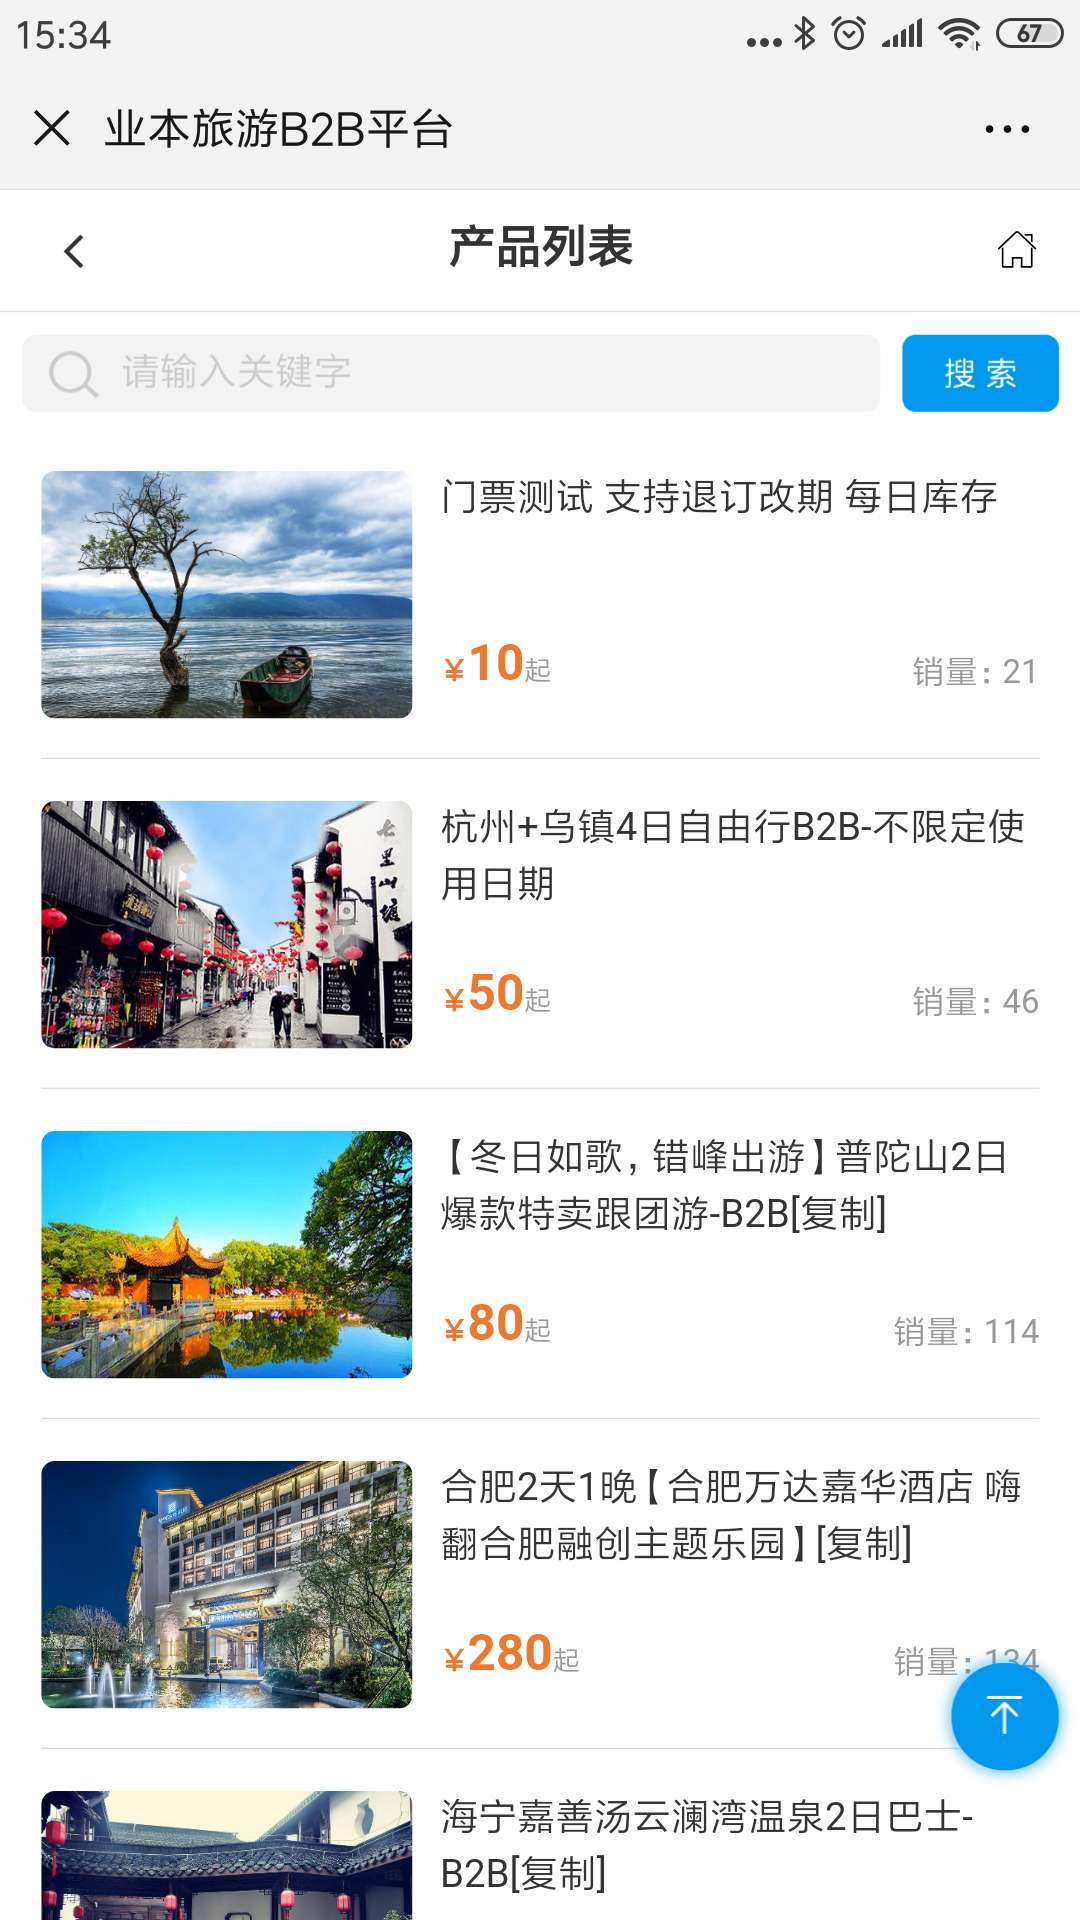 15:34
67
业本旅游B2B平台
产品列表
请输入关键字
搜 索
门票测试 支持退订改期 每日库存
¥10起
销量: 21
七里山塘
杭州+乌镇4日自由行B2B-不限定使
用日期
¥50起
销量: 46
【冬日如歌,错峰出游】普陀山2日
爆款特卖跟团游-B2B[复制]
¥80起
销量: 114
合肥2天1晚【合肥万达嘉华酒店 嗨
翻合肥融创主题乐园】[复制]
¥280起
销量: 134
海宁嘉善汤云澜湾温泉2日巴士-
B2B[复制]